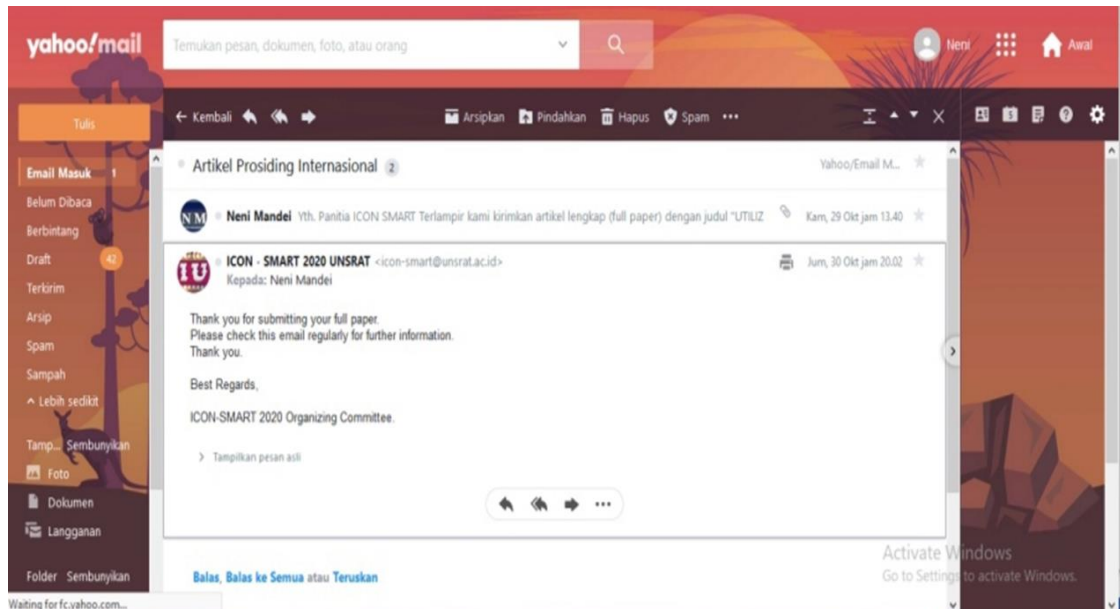 yahoo!mail
Temukan pesan, dokumen, foto, atau orang
Neni
Awal
Tulis
← Kembali
Arsipkan
Pindahkan
Hapus
Spam
Email Masuk 1
Belum Dibaca
Berbintang
Draft 42
Terkirim
Arsip
Spam
Sampah
Lebih sedikit
Tamp... Sembunyikan
Foto
Dokumen
Langganan
Folder Sembunyikan
Artikel Prosiding Internasional 2
Yahoo/Email M...
NM
Neni Mandei Yth. Panitia ICON SMART Terlampir kami kirimkan artikel lengkap (full paper) dengan judul "UTILIZ
Kam, 29 Okt jam 13.40
IU
ICON - SMART 2020 UNSRAT <icon-smart@unsrat.ac.id>
Jum, 30 Okt jam 20.02
Kepada: Neni Mandei
Thank you for submitting your full paper.
Please check this email regularly for further information.
Thank you.
Best Regards,
ICON-SMART 2020 Organizing Committee.
> Tampilkan pesan asli
Balas, Balas ke Semua atau Teruskan
Activate Windows
Go to Settings to activate Windows.
Waiting for fc.yahoo.com...